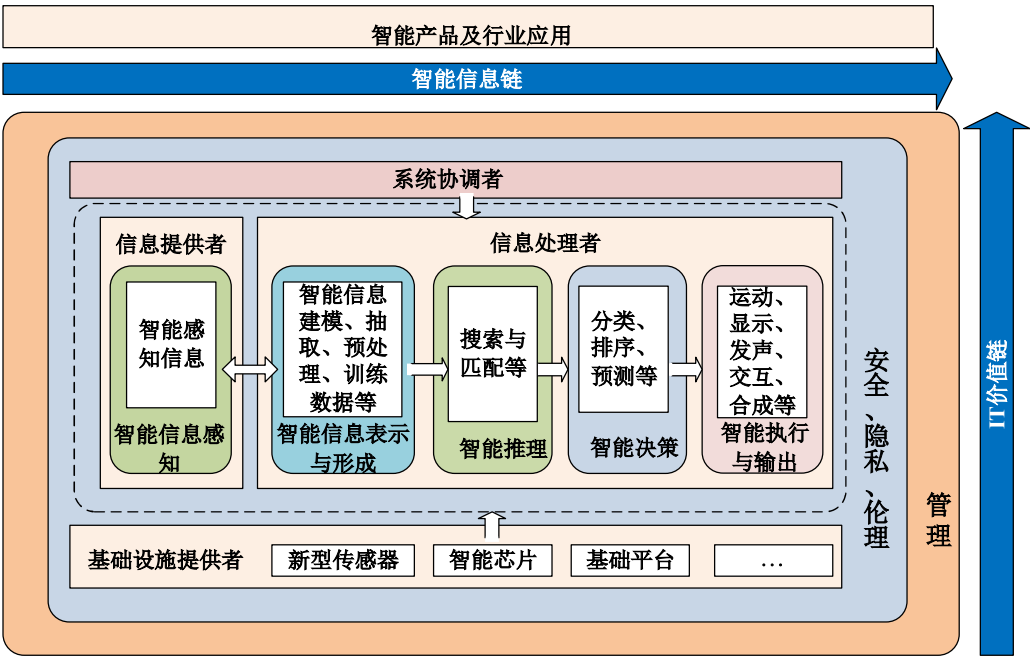 智能产品及行业应用
智能信息链
系统协调者
信息提供者
信息处理者
智能感
知信息
智能信息感
知
智能信息
建模、抽
取、预处
理、训练
数据等
智能信息表示
与形成
搜索与
匹配等
智能推理
分类、
排序、
预测等
智能决策
运动、
显示、
发声、
交互、
合成等
智能执行
与输出
基础设施提供者
新型传感器
智能芯片
基础平台
…
安全、隐私、伦理
管理
IT价值链